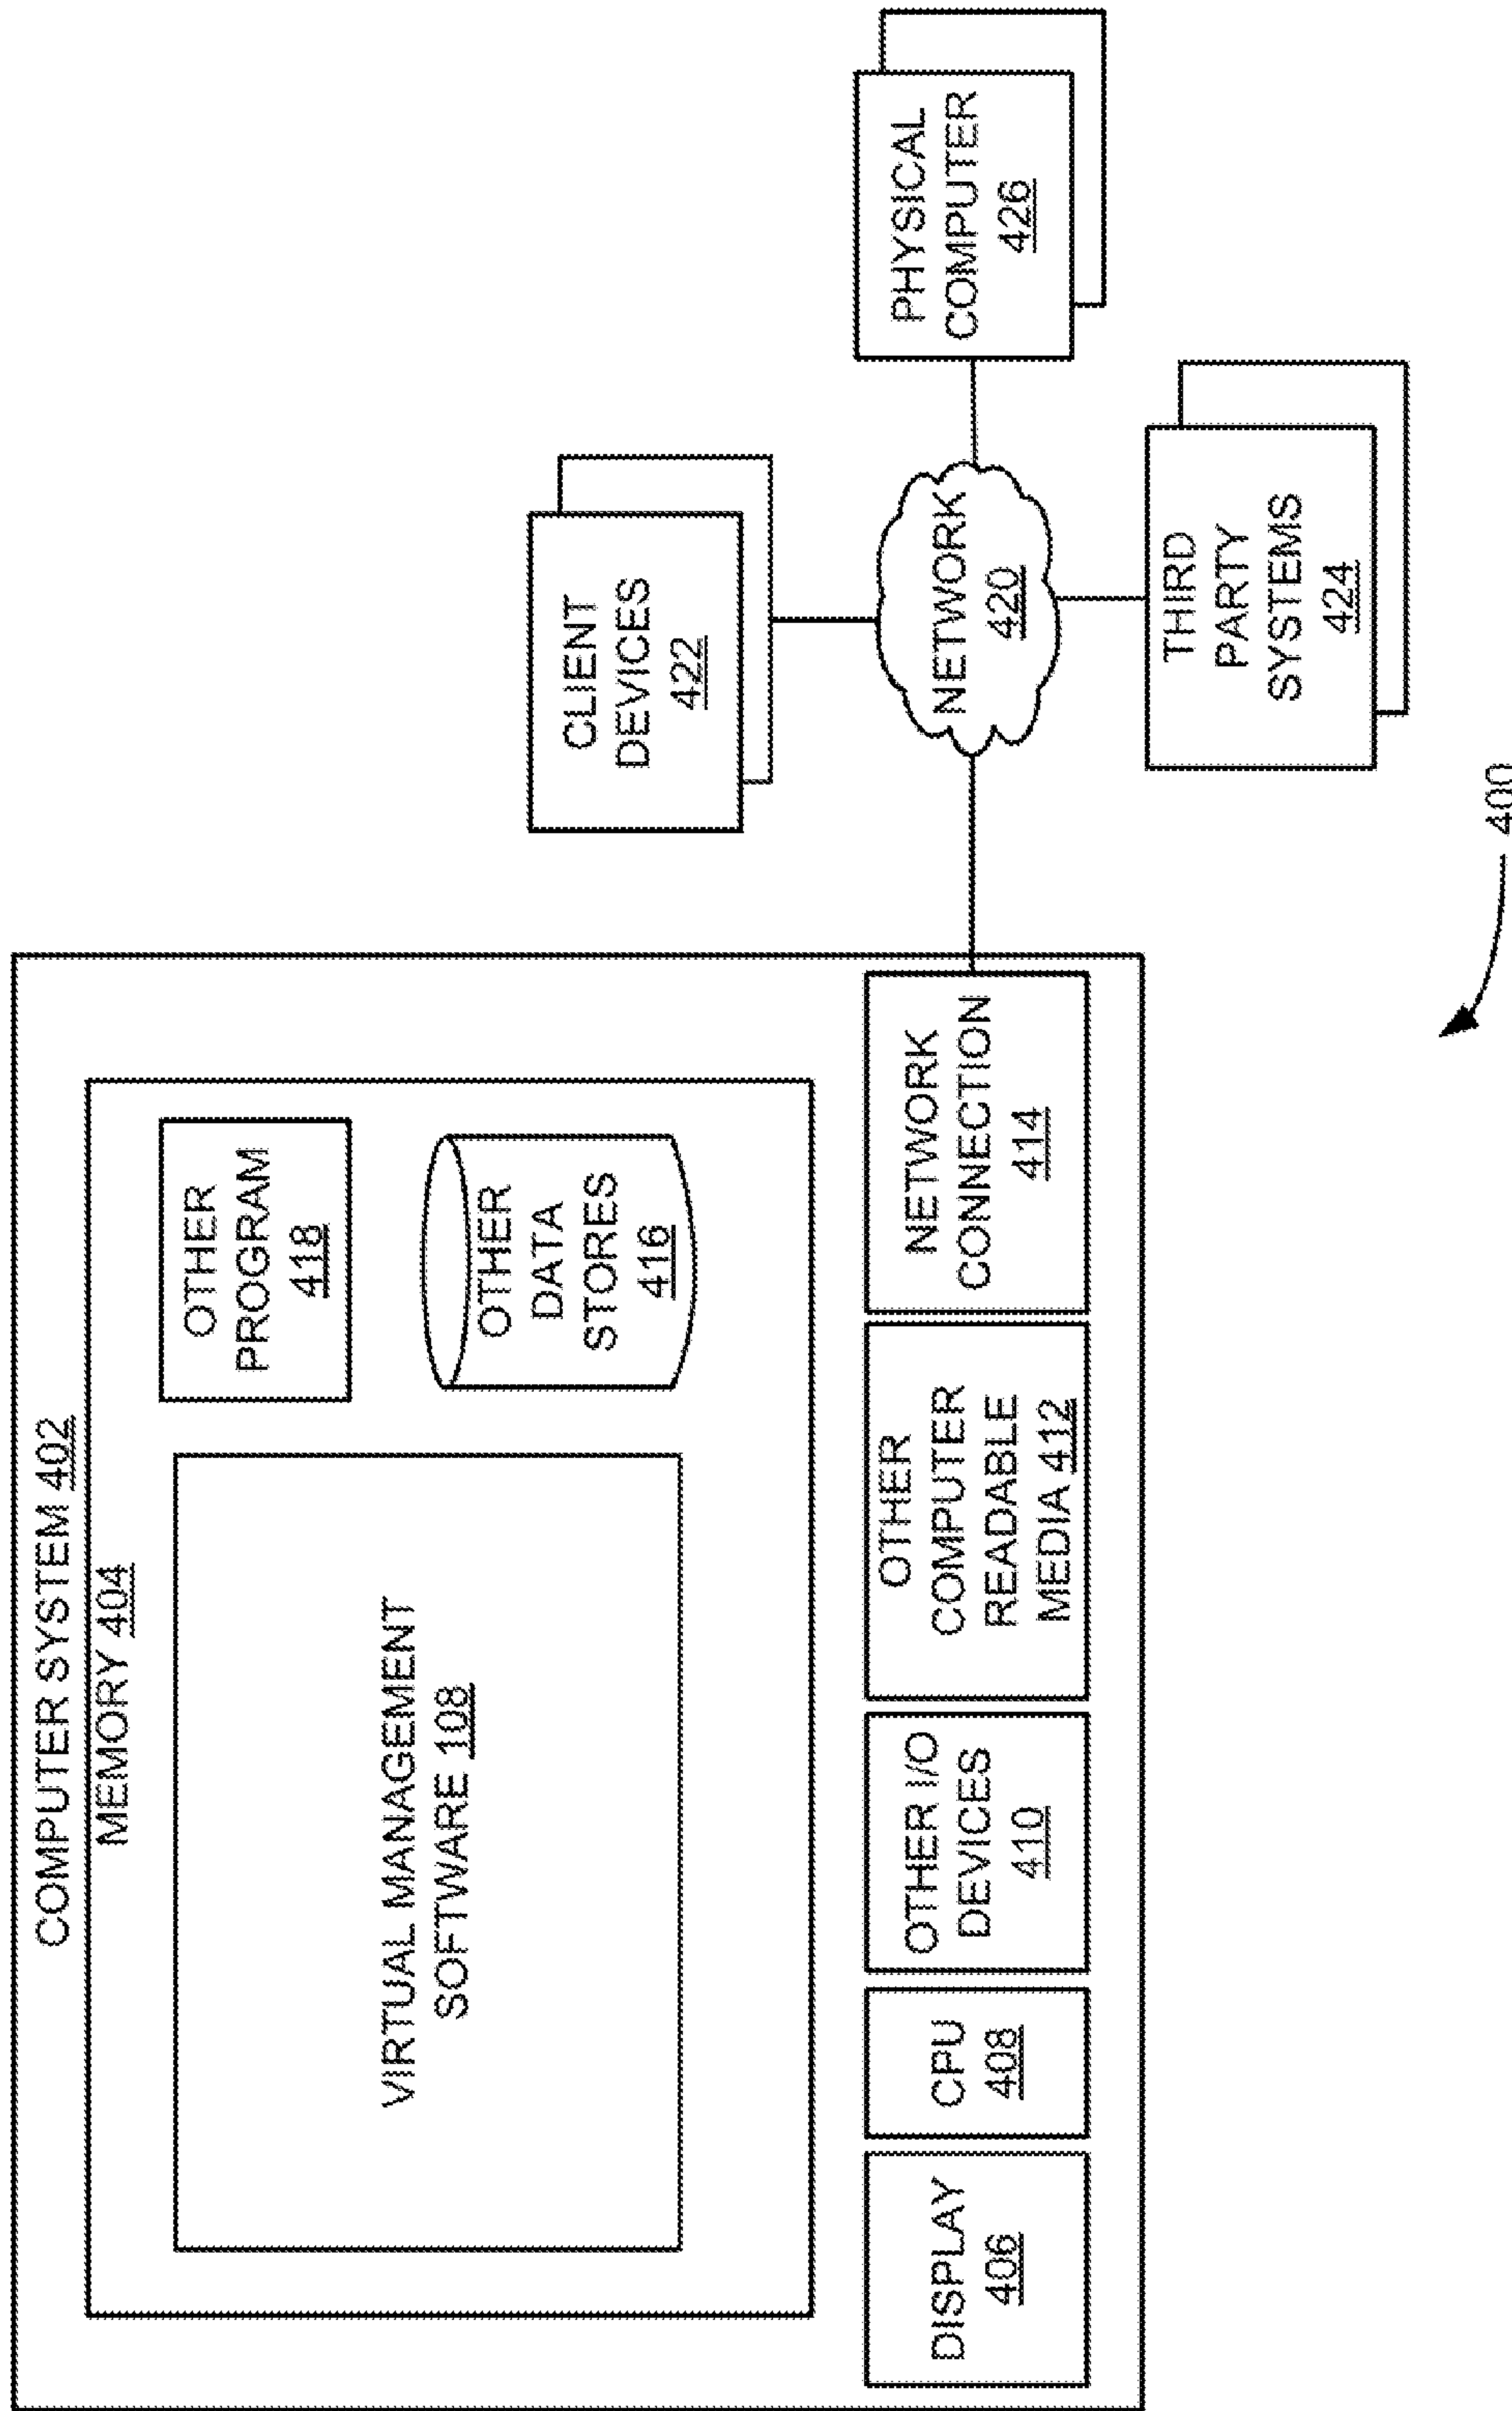 COMPUTER SYSTEM 402
MEMORY 404
VIRTUAL MANAGEMENT
SOFTWARE 108
OTHER
PROGRAM
418
OTHER
DATA
STORES
416
DISPLAY
406
CPU
408
OTHER I/O
DEVICES
410
OTHER
COMPUTER
READABLE
MEDIA 412
NETWORK
CONNECTION
414
CLIENT
DEVICES
422
NETWORK
420
PHYSICAL
COMPUTER
426
THIRD
PARTY
SYSTEMS
424
400